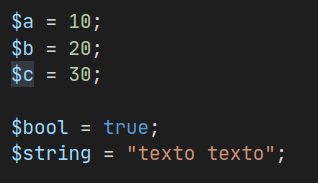 $a = 10;
$b = 20;
$c = 30;
$bool = true;
$string = "texto texto";